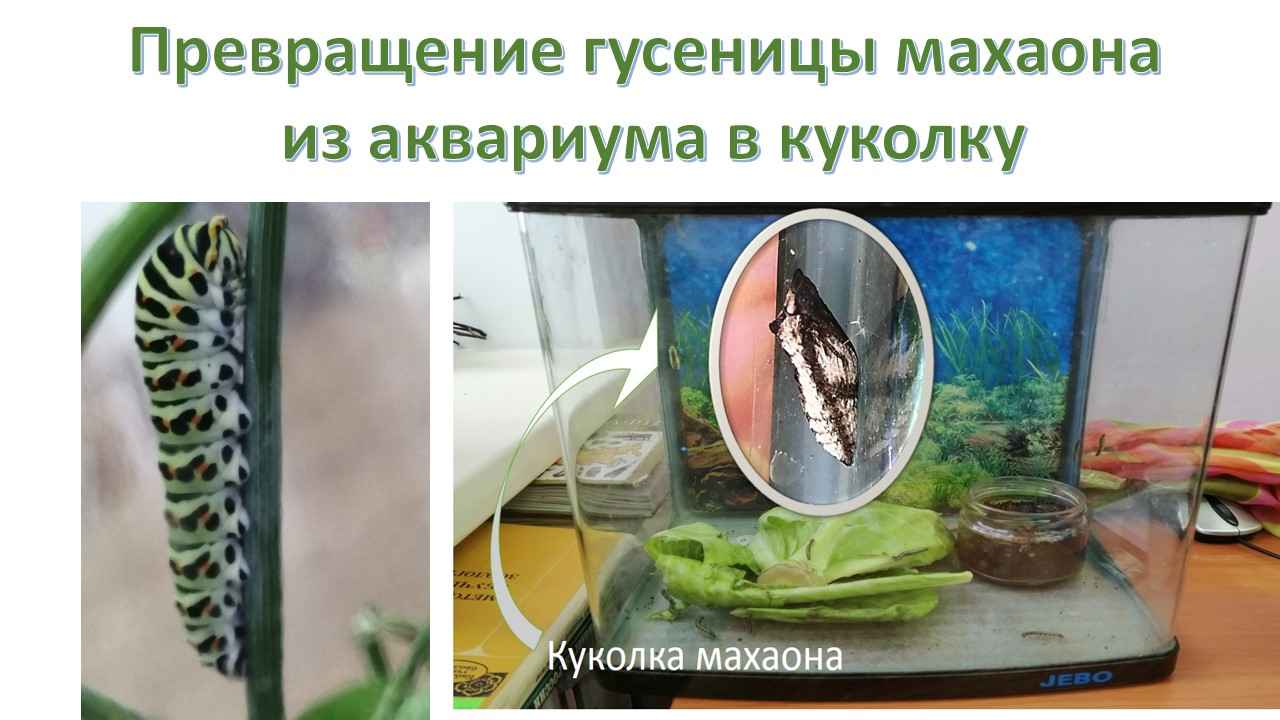 Превращение гусеницы махаона
из аквариума в куколку
Куколка махаона
JEBO